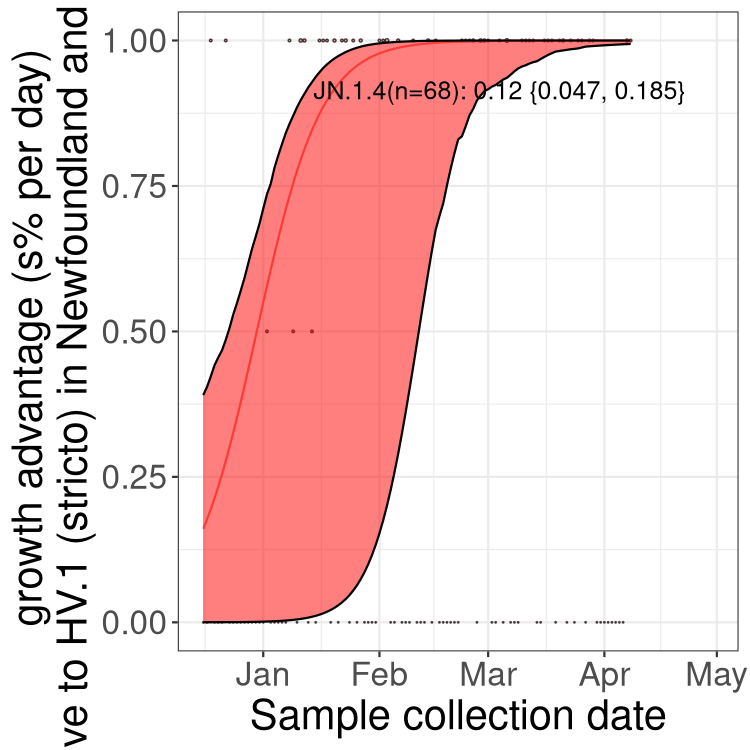 growth advantage (s% per day)
ve to HV.1 (stricto) in Newfoundland and
1.00
0.75
0.50
0.25
0.00
JN.1.4(n=68): 0.12 {0.047, 0.185}
Jan Feb Mar Apr May
Sample collection date